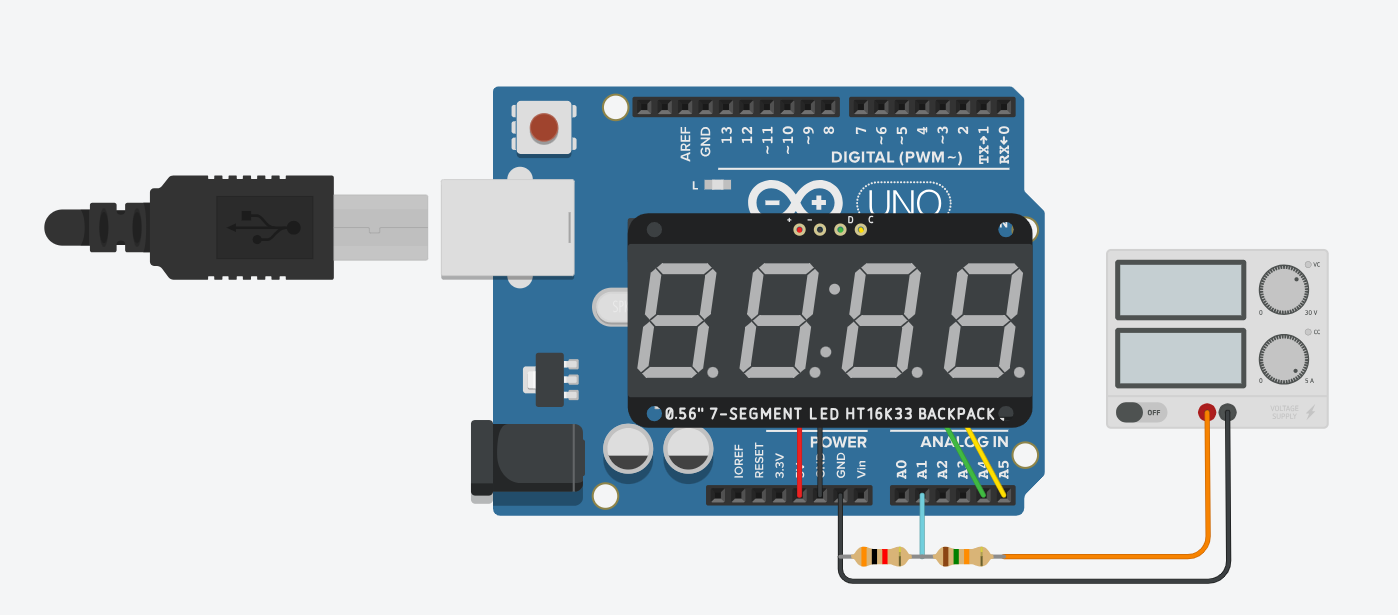 AREF
GND
13
12
~11
~10
~9
8
7
~6
~5
4
~3
2
TX→1
RX←0
DIGITAL (PWM~)
L
UNO
+ - D C
0.56" 7-SEGMENT LED HT16K33 BACKPACK
POWER
ANALOG IN
IOREF
RESET
3.3V
5V
GND
GND
Vin
A0
A1
A2
A3
A4
A5
VC
0 30 V
CC
0 5 A
OFF
VOLTAGE
SUPPLY